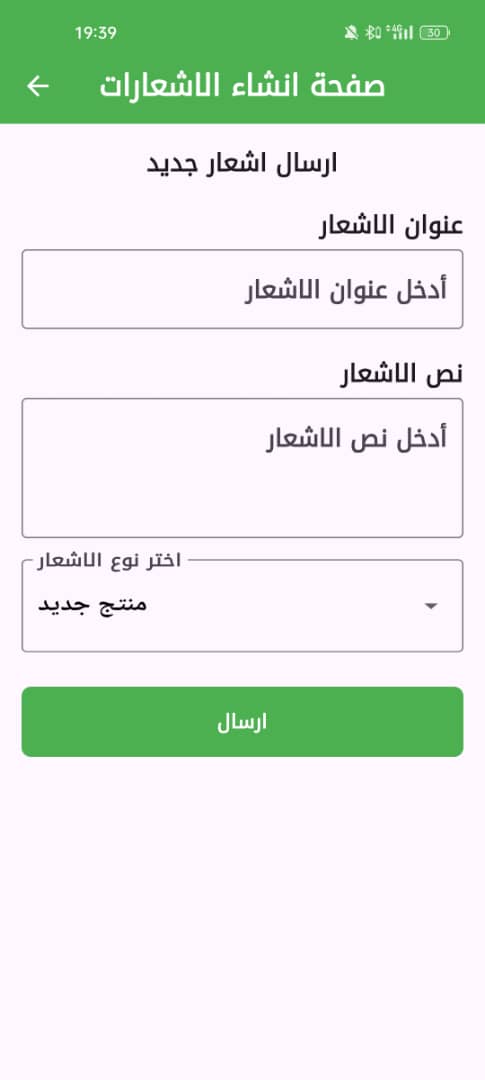 19:39
4G
30
صفحة انشاء الاشعارات
ارسال اشعار جديد
عنوان الاشعار
أدخل عنوان الاشعار
نص الاشعار
أدخل نص الاشعار
اختر نوع الاشعار
منتج جديد
ارسال